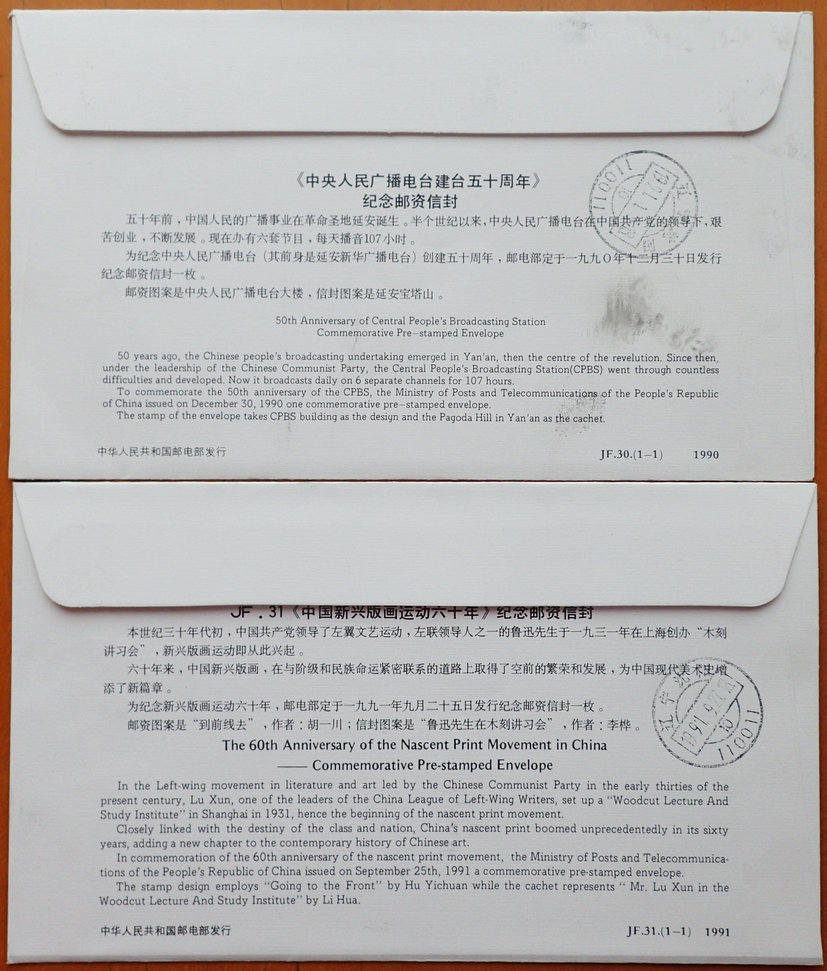 《中央人民广播电台建台五十周年》
纪念邮资信封
五十年前，中国人民的广播事业在革命圣地延安诞生。半个世纪以来，中央人民广播电台在中国共产党的领导下，艰
苦创业，不断发展。现在办有六套节目，每天播音107小时。
为纪念中央人民广播电台（其前身是延安新华广播电台）创建五十周年，邮电部定于一九九〇年十二月三十日发行
纪念邮资信封一枚。
邮资图案是中央人民广播电台大楼，信封图案是延安宝塔山。
50th Anniversary of Central People's Broadcasting Station
Commemorative Pre-stamped Envelope
50 years ago, the Chinese people's broadcasting undertaking emerged in Yan'an, then the centre of the revelution. Since then,
under the leadership of the Chinese Communist Party, the Central People's Broadcasting Station(CPBS) went through countless
difficulties and developed. Now it broadcasts daily on 6 separate channels for 107 hours.
To commemorate the 50th anniversary of the CPBS, the Ministry of Posts and Telecommunications of the People's Republic
of China issued on December 30, 1990 one commemorative pre-stamped envelope.
The stamp of the envelope takes CPBS building as the design and the Pagoda Hill in Yan'an as the cachet.
中华人民共和国邮电部发行 JF.30.(1-1) 1990
110011
JF.31《中国新兴版画运动六十年》纪念邮资信封
本世纪三十年代初，中国共产党领导了左翼文艺运动，左联领导人之一的鲁迅先生于一九三一年在上海创办“木刻
讲习会”，新兴版画运动即从此兴起。
六十年来，中国新兴版画，在与阶级和民族命运紧密联系的道路上取得了空前的繁荣和发展，为中国现代美术史增
添了新篇章。
为纪念新兴版画运动六十年，邮电部定于一九九一年九月二十五日发行纪念邮资信封一枚。
邮资图案是“到前线去”，作者：胡一川；信封图案是“鲁迅先生在木刻讲习会”，作者：李桦。
The 60th Anniversary of the Nascent Print Movement in China
—— Commemorative Pre-stamped Envelope
In the Left-wing movement in literature and art led by the Chinese Communist Party in the early thirties of the
present century, Lu Xun, one of the leaders of the China League of Left-Wing Writers, set up a "Woodcut Lecture And
Study Institute" in Shanghai in 1931, hence the beginning of the nascent print movement.
Closely linked with the destiny of the class and nation, China's nascent print boomed unprecedentedly in its sixty
years, adding a new chapter to the contemporary history of Chinese art.
In commemoration of the 60th anniversary of the nascent print movement, the Ministry of Posts and Telecommunica-
tions of the People's Republic of China issued on September 25th, 1991 a commemorative pre-stamped envelope.
The stamp design employs "Going to the Front" by Hu Yichuan while the cachet represents " Mr. Lu Xun in the
Woodcut Lecture And Study Institute" by Li Hua.
中华人民共和国邮电部发行 JF.31.(1-1) 1991
110011